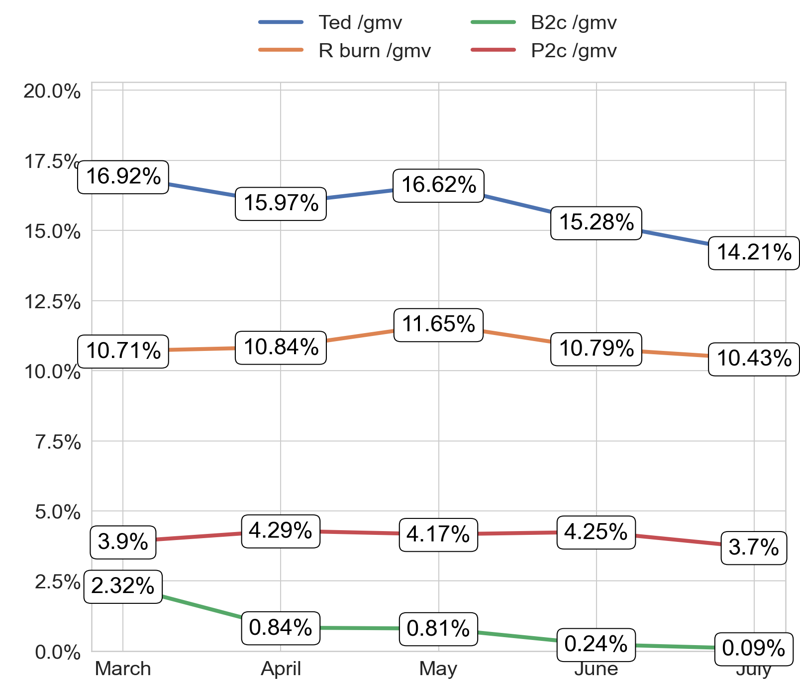 Ted /gmv B2c /gmv
R burn /gmv P2c /gmv
20.0%
17.5%
16.92% 15.97% 16.62% 15.28% 14.21%
15.0%
12.5%
10.71% 10.84% 11.65% 10.79% 10.43%
10.0%
7.5%
5.0%
3.9% 4.29% 4.17% 4.25% 3.7%
2.5%
2.32% 0.84% 0.81% 0.24% 0.09%
0.0%
March April May June July